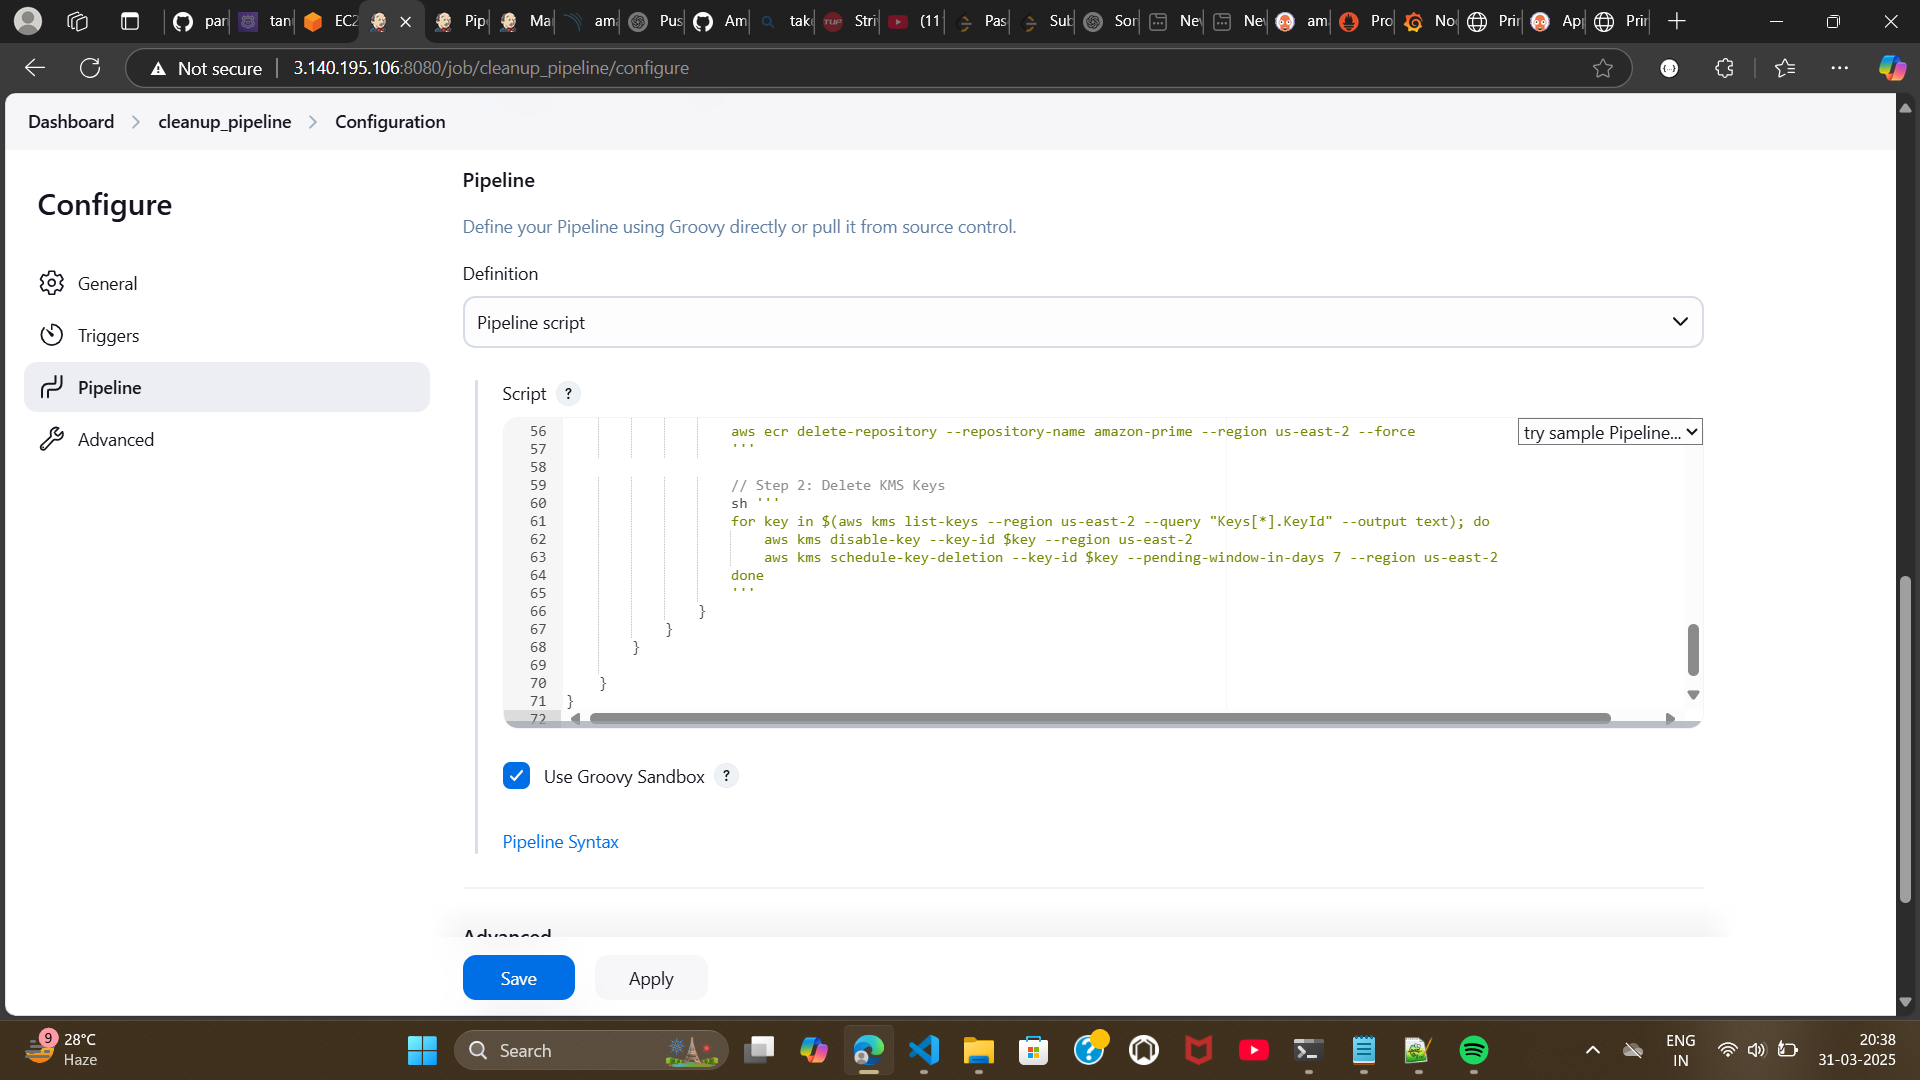 par
tan
EC2
Pip
Ma
ama
Pus
Am
tak
Stri
(11
Pas
Sub
Sor
Nev
Nev
am
Pro
No
Prir
Ap
Prir
Not secure
3.140.195.106:8080/job/cleanup_pipeline/configure
Dashboard
cleanup_pipeline
Configuration
Configure
General
Triggers
Pipeline
Advanced
Pipeline
Define your Pipeline using Groovy directly or pull it from source control.
Definition
Pipeline script
Script ?
try sample Pipeline...
56 aws ecr delete-repository --repository-name amazon-prime --region us-east-2 --force
57 '''
58
59 // Step 2: Delete KMS Keys
60 sh '''
61 for key in $(aws kms list-keys --region us-east-2 --query "Keys[*].KeyId" --output text); do
62 aws kms disable-key --key-id $key --region us-east-2
63 aws kms schedule-key-deletion --key-id $key --pending-window-in-days 7 --region us-east-2
64 done
65 '''
66 }
67 }
68 }
69
70 }
71 }
72
Use Groovy Sandbox ?
Pipeline Syntax
Advanced
Save
Apply
9
28°C
Haze
Search
ENG
IN
20:38
31-03-2025